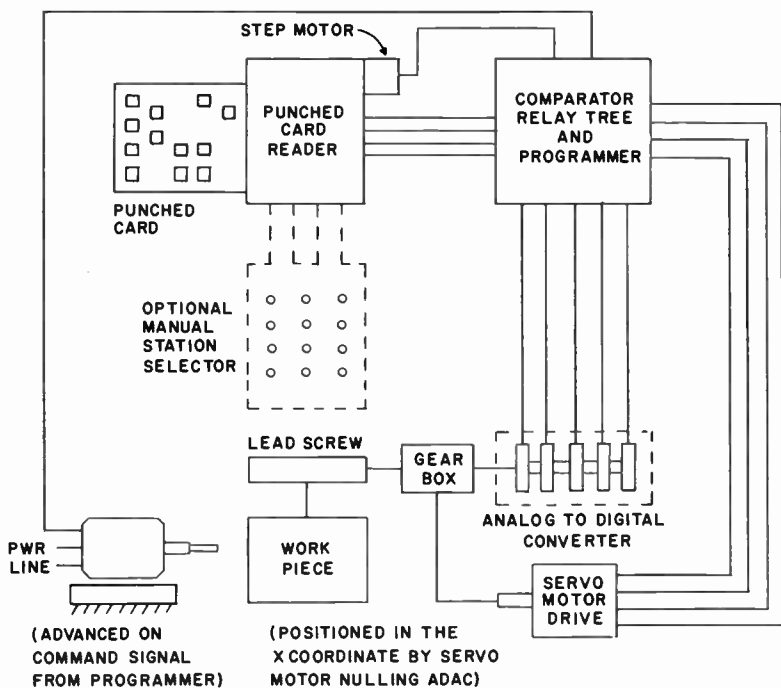 STEP MOTOR
PUNCHED
CARD
READER
COMPARATOR
RELAY TREE
AND
PROGRAMMER
PUNCHED
CARD
OPTIONAL
MANUAL
STATION
SELECTOR
LEAD SCREW
GEAR
BOX
ANALOG TO DIGITAL
CONVERTER
PWR
LINE
WORK
PIECE
SERVO
MOTOR
DRIVE
(ADVANCED ON
COMMAND SIGNAL
FROM PROGRAMMER)
(POSITIONED IN THE
X COORDINATE BY SERVO
MOTOR NULLING ADAC)